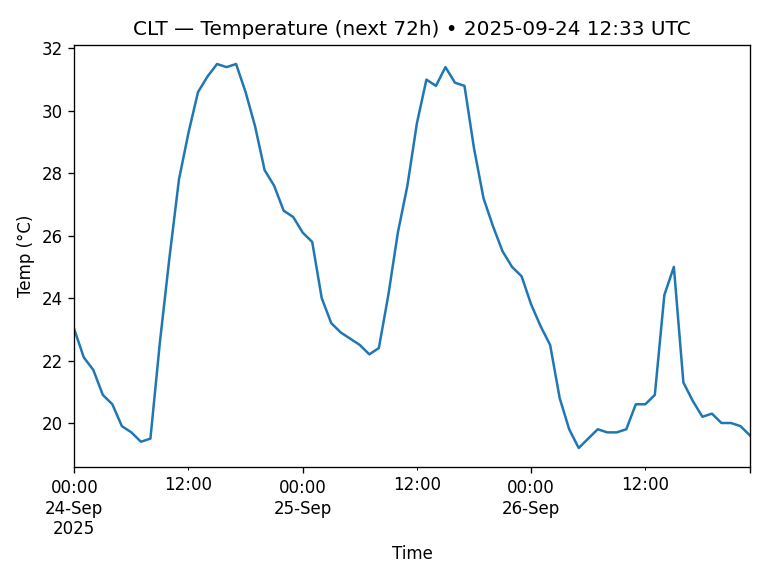 CLT — Temperature (next 72h) • 2025-09-24 12:33 UTC
32
30
28
26
24
22
20
Temp (°C)
00:00 12:00 00:00 12:00 00:00 12:00
24-Sep 25-Sep 26-Sep
2025
Time